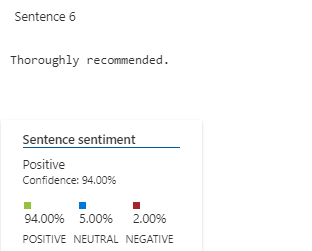 Sentence 6
Thoroughly recommended.
Sentence sentiment
Positive
Confidence: 94.00%
94.00% 5.00% 2.00%
POSITIVE NEUTRAL NEGATIVE